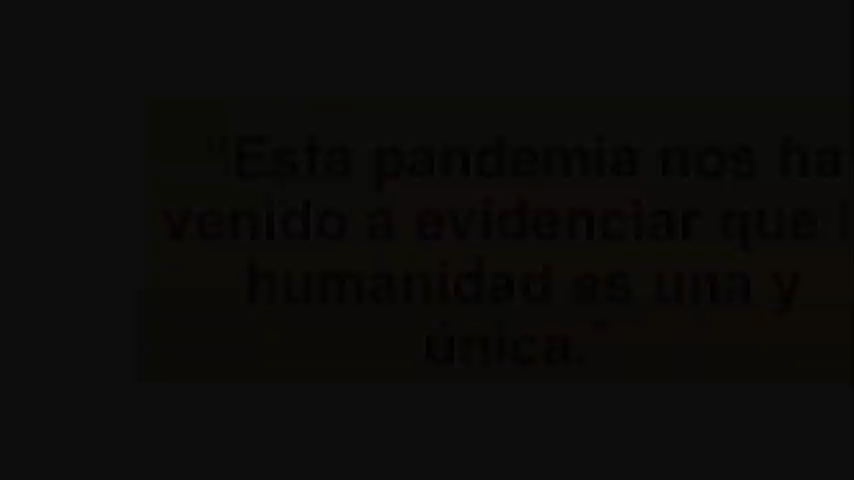 "Esta pandemia nos ha
venido a evidenciar que l
humanidad es una y
única."